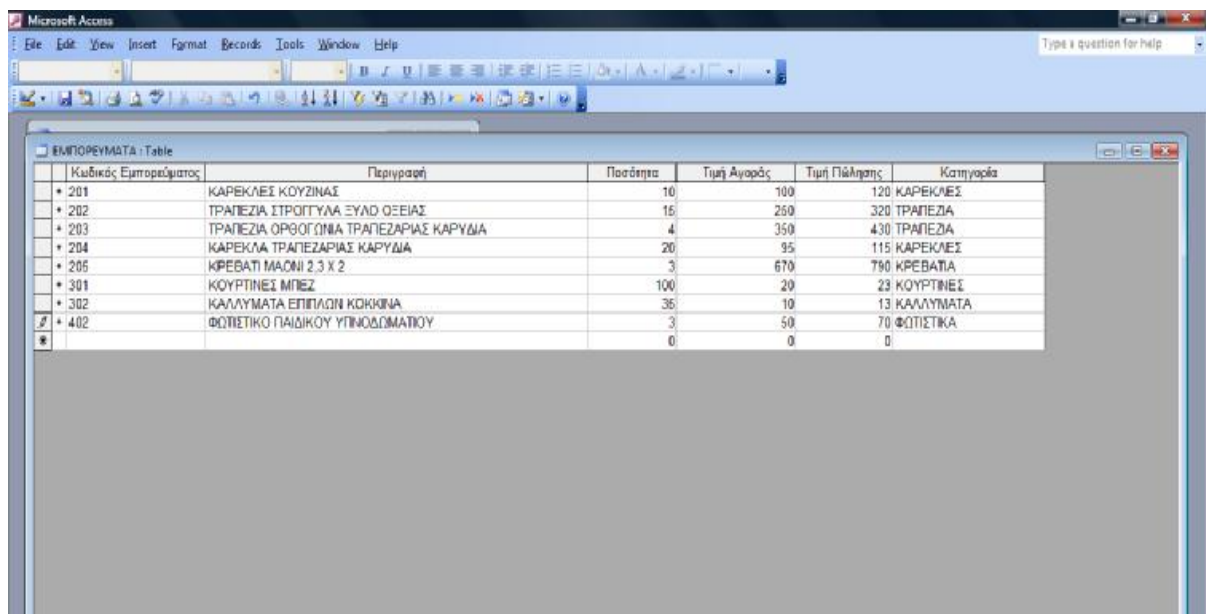 Microsoft Access
File Edit View Insert Format Records Tools Window Help Type a question for help
ΕΜΠΟΡΕΥΜΑΤΑ : Table
Κωδικός Εμπορεύματος Περιγραφή Ποσότητα Τιμή Αγοράς Τιμή Πώλησης Κατηγορία
+ 201 ΚΑΡΕΚΛΕΣ ΚΟΥΖΙΝΑΣ 10 100 120 ΚΑΡΕΚΛΕΣ
+ 202 ΤΡΑΠΕΖΙΑ ΣΤΡΟΓΓΥΛΑ ΞΥΛΟ ΟΞΕΙΑΣ 15 250 320 ΤΡΑΠΕΖΙΑ
+ 203 ΤΡΑΠΕΖΙΑ ΟΡΘΟΓΩΝΙΑ ΤΡΑΠΕΖΑΡΙΑΣ ΚΑΡΥΔΙΑ 4 350 430 ΤΡΑΠΕΖΙΑ
+ 204 ΚΑΡΕΚΛΑ ΤΡΑΠΕΖΑΡΙΑΣ ΚΑΡΥΔΙΑ 20 95 115 ΚΑΡΕΚΛΕΣ
+ 205 ΚΡΕΒΑΤΙ ΜΑΟΝΙ 2,3 Χ 2 3 670 790 ΚΡΕΒΑΤΙΑ
+ 301 ΚΟΥΡΤΙΝΕΣ ΜΠΕΖ 100 20 23 ΚΟΥΡΤΙΝΕΣ
+ 302 ΚΑΛΛΥΜΑΤΑ ΕΠΙΠΛΩΝ ΚΟΚΚΙΝΑ 35 10 13 ΚΑΛΛΥΜΑΤΑ
+ 402 ΦΩΤΙΣΤΙΚΟ ΠΑΙΔΙΚΟΥ ΥΠΝΟΔΩΜΑΤΙΟΥ 3 50 70 ΦΩΤΙΣΤΙΚΑ
0 0 0